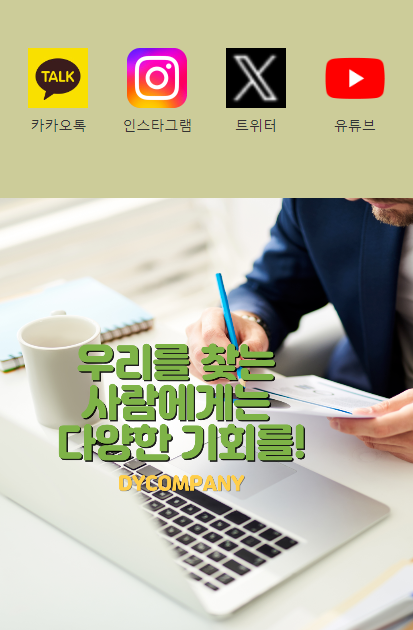 TALK
카카오톡
인스타그램
트위터
유튜브
우리를 찾는
사람에게는
다양한 기회를!
DYCOMPANY